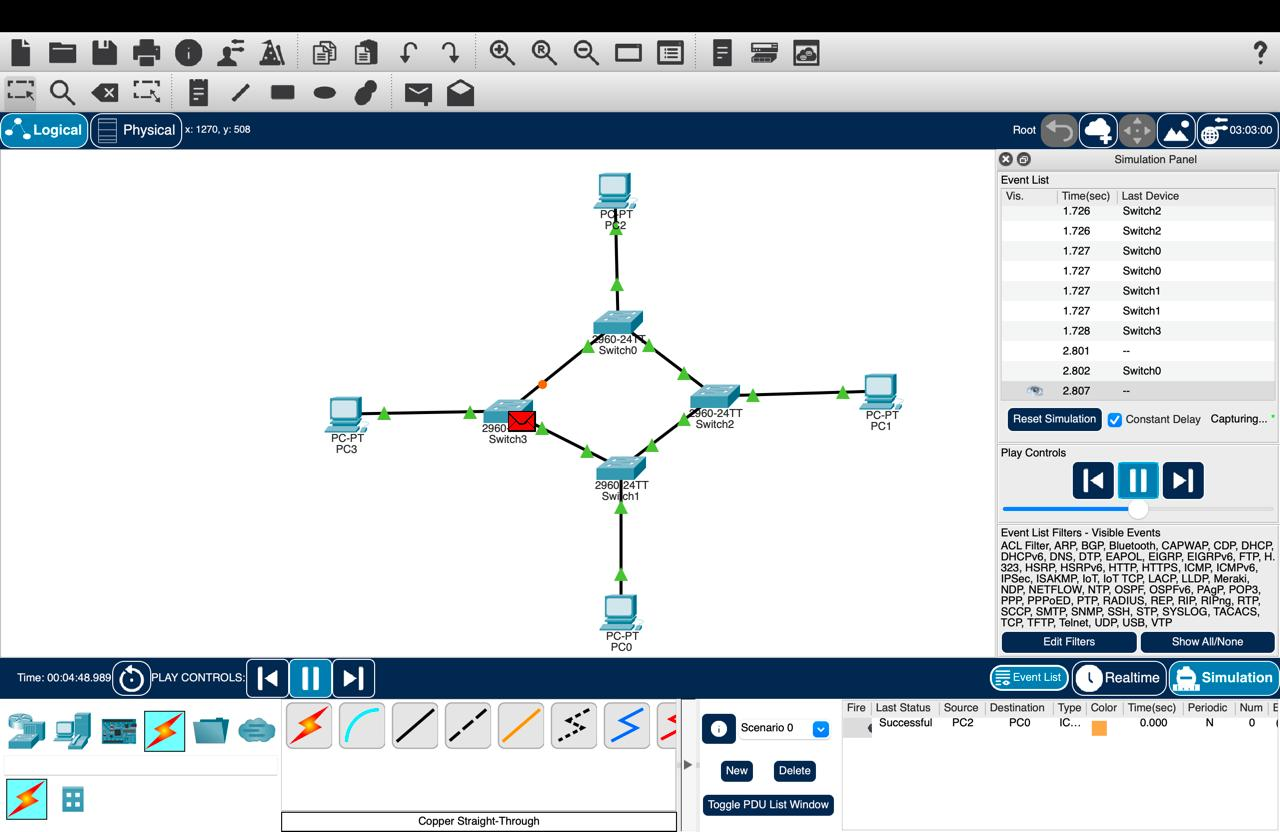 Logical
Physical
x: 1270, y: 508
Root
03:03:00
Simulation Panel
Event List
Vis. Time(sec) Last Device
1.726 Switch2
1.726 Switch2
1.727 Switch0
1.727 Switch0
1.727 Switch1
1.727 Switch1
1.728 Switch3
2.801 --
2.802 Switch0
2.807 --
Reset Simulation Constant Delay Capturing...
Play Controls
Event List Filters - Visible Events
ACL Filter, ARP, BGP, Bluetooth, CAPWAP, CDP, DHCP,
DHCPv6, DNS, DTP, EAPOL, EIGRP, EIGRPv6, FTP, H.
323, HSRP, HSRPv6, HTTP, HTTPS, ICMP, ICMPv6,
IPSec, ISAKMP, IoT, IoT TCP, LACP, LLDP, Meraki,
NDP, NETFLOW, NTP, OSPF, OSPFv6, PAgP, POP3,
PPP, PPPoED, PTP, RADIUS, REP, RIP, RIPng, RTP,
SCCP, SMTP, SNMP, SSH, STP, SYSLOG, TACACS,
TCP, TFTP, Telnet, UDP, USB, VTP
Edit Filters Show All/None
PC-PT
PC2
2960-24TT
Switch0
PC-PT
PC3
2960-
Switch3
2960-24TT
Switch2
PC-PT
PC1
2960-24TT
Switch1
PC-PT
PC0
Time: 00:04:48.989 PLAY CONTROLS:
Event List
Realtime
Simulation
Copper Straight-Through
Scenario 0
New Delete
Toggle PDU List Window
Fire Last Status Source Destination Type Color Time(sec) Periodic Num E
Successful PC2 PC0 IC... 0.000 N 0